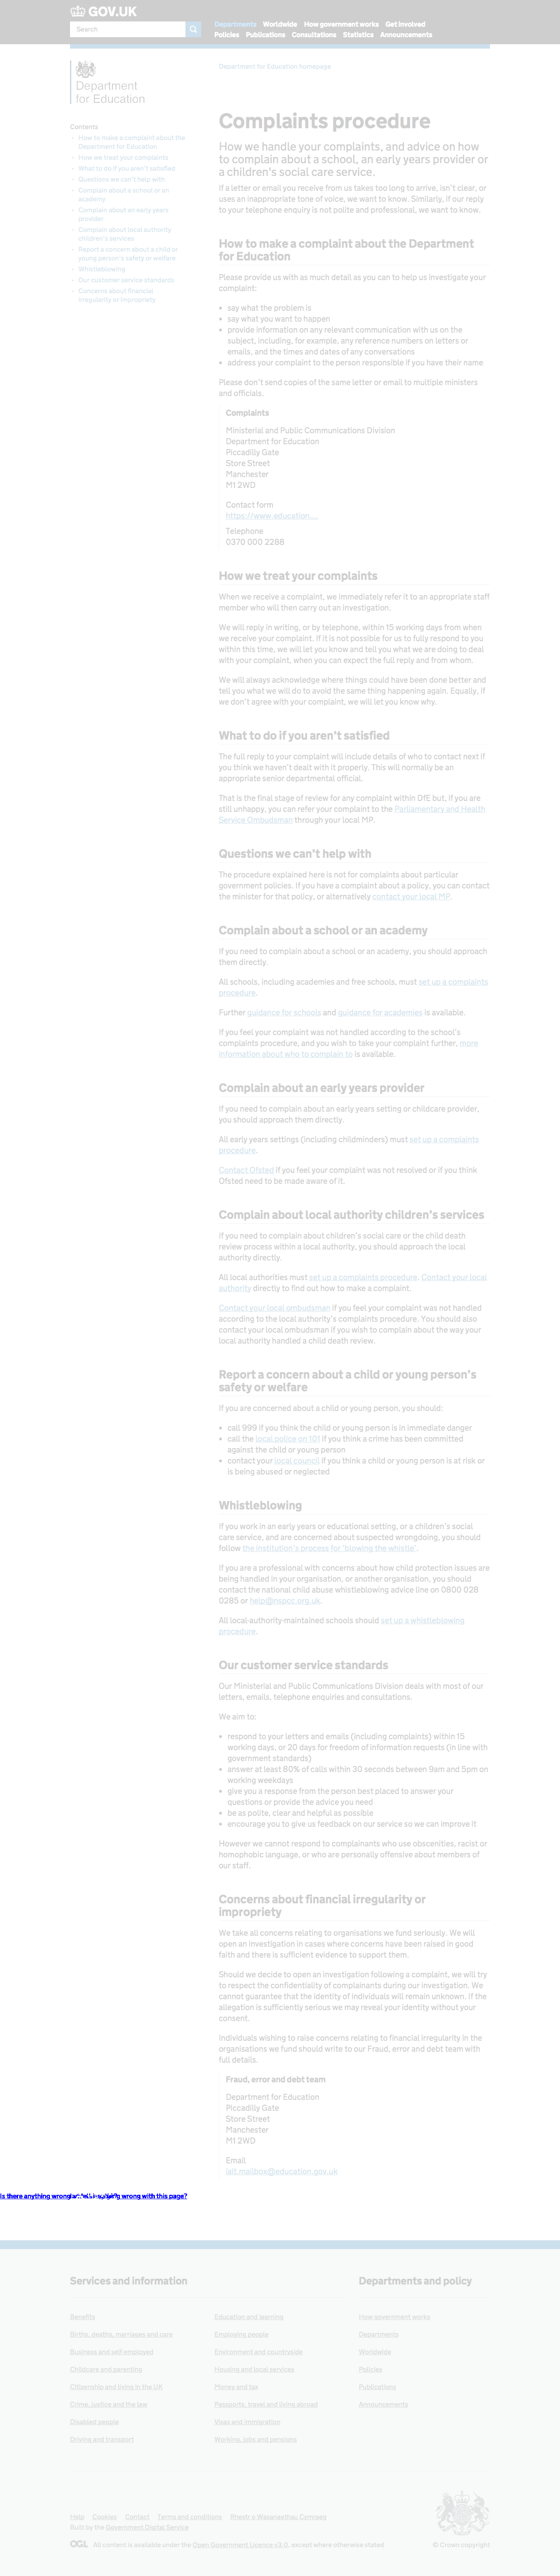 GOV.UK
Search
Departments Worldwide How government works Get involved
Policies Publications Consultations Statistics Announcements
Department
for Education
Department for Education homepage
Contents
How to make a complaint about the
Department for Education
How we treat your complaints
What to do if you aren't satisfied
Questions we can't help with
Complain about a school or an
academy
Complain about an early years
provider
Complain about local authority
children's services
Report a concern about a child or
young person's safety or welfare
Whistleblowing
Our customer service standards
Concerns about financial
irregularity or impropriety
Complaints procedure
How we handle your complaints, and advice on how
to complain about a school, an early years provider or
a children's social care service.
If a letter or email you receive from us takes too long to arrive, isn't clear, or
uses an inappropriate tone of voice, we want to know. Similarly, if our reply
to your telephone enquiry is not polite and professional, we want to know.
How to make a complaint about the Department
for Education
Please provide us with as much detail as you can to help us investigate your
complaint:
say what the problem is
say what you want to happen
provide information on any relevant communication with us on the
subject, including, for example, any reference numbers on letters or
emails, and the times and dates of any conversations
address your complaint to the person responsible if you have their name
Please don't send copies of the same letter or email to multiple ministers
and officials.
Complaints
Ministerial and Public Communications Division
Department for Education
Piccadilly Gate
Store Street
Manchester
M1 2WD
Contact form
https://www.education....
Telephone
0370 000 2288
How we treat your complaints
When we receive a complaint, we immediately refer it to an appropriate staff
member who will then carry out an investigation.
We will reply in writing, or by telephone, within 15 working days from when
we receive your complaint. If it is not possible for us to fully respond to you
within this time, we will let you know and tell you what we are doing to deal
with your complaint, when you can expect the full reply and from whom.
We will always acknowledge where things could have been done better and
tell you what we will do to avoid the same thing happening again. Equally, if
we don't agree with your complaint, we will let you know why.
What to do if you aren't satisfied
The full reply to your complaint will include details of who to contact next if
you think we haven't dealt with it properly. This will normally be an
appropriate senior departmental official.
That is the final stage of review for any complaint within DfE but, if you are
still unhappy, you can refer your complaint to the Parliamentary and Health
Service Ombudsman through your local MP.
Questions we can't help with
The procedure explained here is not for complaints about particular
government policies. If you have a complaint about a policy, you can contact
the minister for that policy, or alternatively contact your local MP.
Complain about a school or an academy
If you need to complain about a school or an academy, you should approach
them directly.
All schools, including academies and free schools, must set up a complaints
procedure.
Further guidance for schools and guidance for academies is available.
If you feel your complaint was not handled according to the school's
complaints procedure, and you wish to take your complaint further, more
information about who to complain to is available.
Complain about an early years provider
If you need to complain about an early years setting or childcare provider,
you should approach them directly.
All early years settings (including childminders) must set up a complaints
procedure.
Contact Ofsted if you feel your complaint was not resolved or if you think
Ofsted need to be made aware of it.
Complain about local authority children's services
If you need to complain about children's social care or the child death
review process within a local authority, you should approach the local
authority directly.
All local authorities must set up a complaints procedure. Contact your local
authority directly to find out how to make a complaint.
Contact your local ombudsman if you feel your complaint was not handled
according to the local authority's complaints procedure. You should also
contact your local ombudsman if you wish to complain about the way your
local authority handled a child death review.
Report a concern about a child or young person's
safety or welfare
If you are concerned about a child or young person, you should:
call 999 if you think the child or young person is in immediate danger
call the local police on 101 if you think a crime has been committed
against the child or young person
contact your local council if you think a child or young person is at risk or
is being abused or neglected
Whistleblowing
If you work in an early years or educational setting, or a children's social
care service, and are concerned about suspected wrongdoing, you should
follow the institution's process for 'blowing the whistle'.
If you are a professional with concerns about how child protection issues are
being handled in your organisation, or another organisation, you should
contact the national child abuse whistleblowing advice line on 0800 028
0285 or help@nspcc.org.uk.
All local-authority-maintained schools should set up a whistleblowing
procedure.
Our customer service standards
Our Ministerial and Public Communications Division deals with most of our
letters, emails, telephone enquiries and consultations.
We aim to:
respond to your letters and emails (including complaints) within 15
working days, or 20 days for freedom of information requests (in line with
government standards)
answer at least 80% of calls within 30 seconds between 9am and 5pm on
working weekdays
give you a response from the person best placed to answer your
questions or provide the advice you need
be as polite, clear and helpful as possible
encourage you to give us feedback on our service so we can improve it
However we cannot respond to complainants who use obscenities, racist or
homophobic language, or who are personally offensive about members of
our staff.
Concerns about financial irregularity or
impropriety
We take all concerns relating to organisations we fund seriously. We will
open an investigation in cases where concerns have been raised in good
faith and there is sufficient evidence to support them.
Should we decide to open an investigation following a complaint, we will try
to respect the confidentiality of complainants during our investigation. We
cannot guarantee that the identity of individuals will remain unknown. If the
allegation is sufficiently serious we may reveal your identity without your
consent.
Individuals wishing to raise concerns relating to financial irregularity in the
organisations we fund should write to our Fraud, error and debt team with
full details.
Fraud, error and debt team
Department for Education
Piccadilly Gate
Store Street
Manchester
M1 2WD
Email
iait.mailbox@education.gov.uk
Is there anything wrong wrong with this page?
Services and information
Departments and policy
Benefits
Births, deaths, marriages and care
Business and self-employed
Childcare and parenting
Citizenship and living in the UK
Crime, justice and the law
Disabled people
Driving and transport
Education and learning
Employing people
Environment and countryside
Housing and local services
Money and tax
Passports, travel and living abroad
Visas and immigration
Working, jobs and pensions
How government works
Departments
Worldwide
Policies
Publications
Announcements
Help Cookies Contact Terms and conditions Rhestr o Wasanaethau Cymraeg
Built by the Government Digital Service
OGL All content is available under the Open Government Licence v3.0, except where otherwise stated
© Crown copyright